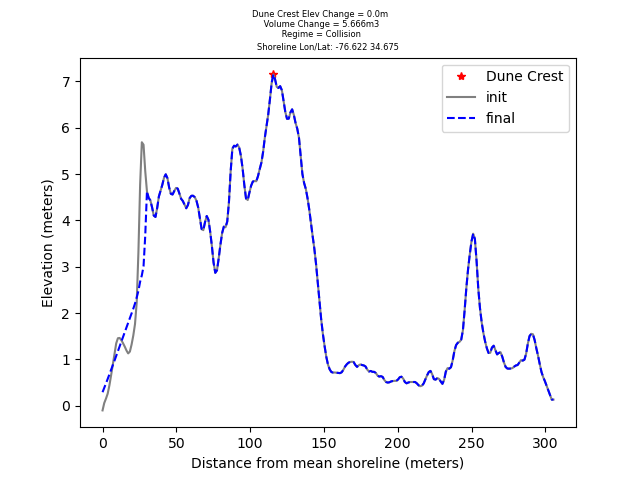 Dune Crest Elev Change = 0.0m
Volume Change = 5.666m3
Regime = Collision
Shoreline Lon/Lat: -76.622 34.675
Dune Crest
init
final
7
6
5
4
3
2
1
0
Elevation (meters)
0 50 100 150 200 250 300
Distance from mean shoreline (meters)